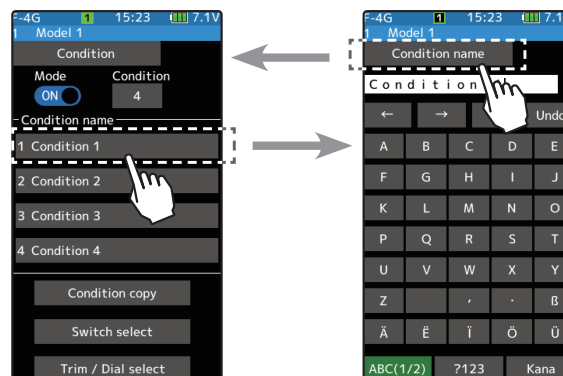 F-4G 1 15:23 7.1V
1 Model 1
Condition
Mode Condition
ON 4
Condition name
1 Condition 1
2 Condition 2
3 Condition 3
4 Condition 4
Condition copy
Switch select
Trim / Dial select
F-4G 1 15:23 7.1
1 Model 1
Condition name
Condition
← → Undo
A B C D E
F G H I J
K L M N O
P Q R S T
U V W X Y
Z ' · ß
Ä Ë Ï Ö Ü
ABC(1/2) ?123 Kana